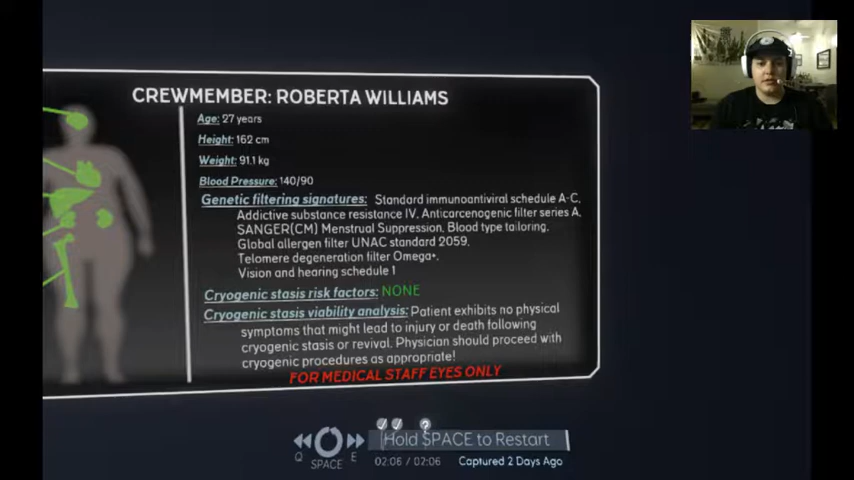 CREWMEMBER: ROBERTA WILLIAMS
Age: 27 years
Height: 162 cm
Weight: 91.1 kg
Blood Pressure: 140/90
Genetic filtering signatures: Standard immunoantiviral schedule A-C,
Addictive substance resistance IV, Anticarcenogenic filter series A,
SANGER(CM) Menstrual Suppression, Blood type tailoring,
Global allergen filter UNAC standard 2059,
Telomere degeneration filter Omega+,
Vision and hearing schedule 1
Cryogenic stasis risk factors: NONE
Cryogenic stasis viability analysis: Patient exhibits no physical
symptoms that might lead to injury or death following
cryogenic stasis or revival. Physician should proceed with
cryogenic procedures as appropriate!
FOR MEDICAL STAFF EYES ONLY
?
Hold SPACE to Restart
Q SPACE E
02:06 / 02:06 Captured 2 Days Ago